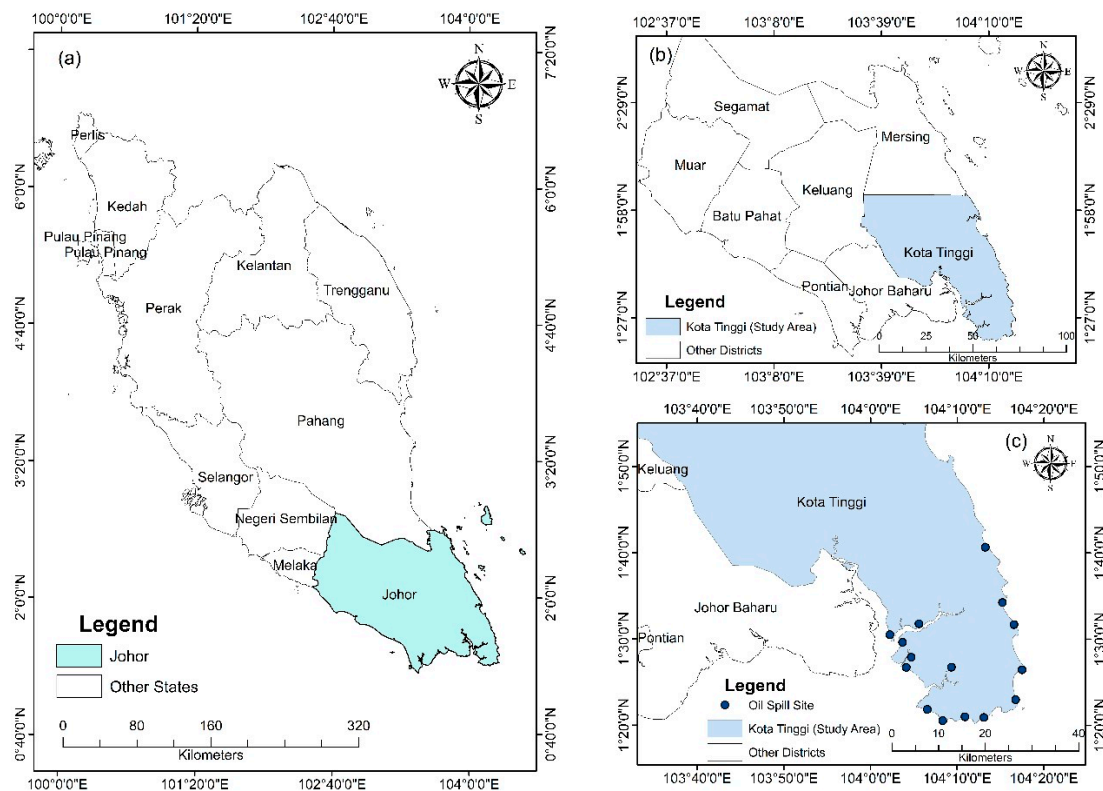 100°0'0"E 101°20'0"E 102°40'0"E 104°0'0"E
(a)
N
W E
S
7°20'0"N
6°0'0"N 6°0'0"N
4°40'0"N 4°40'0"N
3°20'0"N 3°20'0"N
2°0'0"N 2°0'0"N
0°40'0"N 0°40'0"N
Perlis
Kedah
Pulau Pinang
Pulau Pinang
Kelantan
Trengganu
Perak
Pahang
Selangor
Negeri Sembilan
Melaka
Johor
Legend
Johor
Other States
0 80 160 320
Kilometers
100°0'0"E 101°20'0"E 102°40'0"E 104°0'0"E
102°37'0"E 103°8'0"E 103°39'0"E 104°10'0"E
(b)
N
W E
S
2°29'0"N 2°29'0"N
1°58'0"N 1°58'0"N
1°27'0"N 1°27'0"N
Segamat
Mersing
Muar
Keluang
Batu Pahat
Kota Tinggi
Pontian
Johor Baharu
Legend
Kota Tinggi (Study Area)
Other Districts
0 25 50 100
Kilometers
102°37'0"E 103°8'0"E 103°39'0"E 104°10'0"E
103°40'0"E 103°50'0"E 104°0'0"E 104°10'0"E 104°20'0"E
(c)
N
W E
S
1°50'0"N 1°50'0"N
1°40'0"N 1°40'0"N
1°30'0"N 1°30'0"N
1°20'0"N 1°20'0"N
Keluang
Kota Tinggi
Johor Baharu
Pontian
Legend
Oil Spill Site
Kota Tinggi (Study Area)
Other Districts
0 10 20 40
Kilometers
103°40'0"E 103°50'0"E 104°0'0"E 104°10'0"E 104°20'0"E